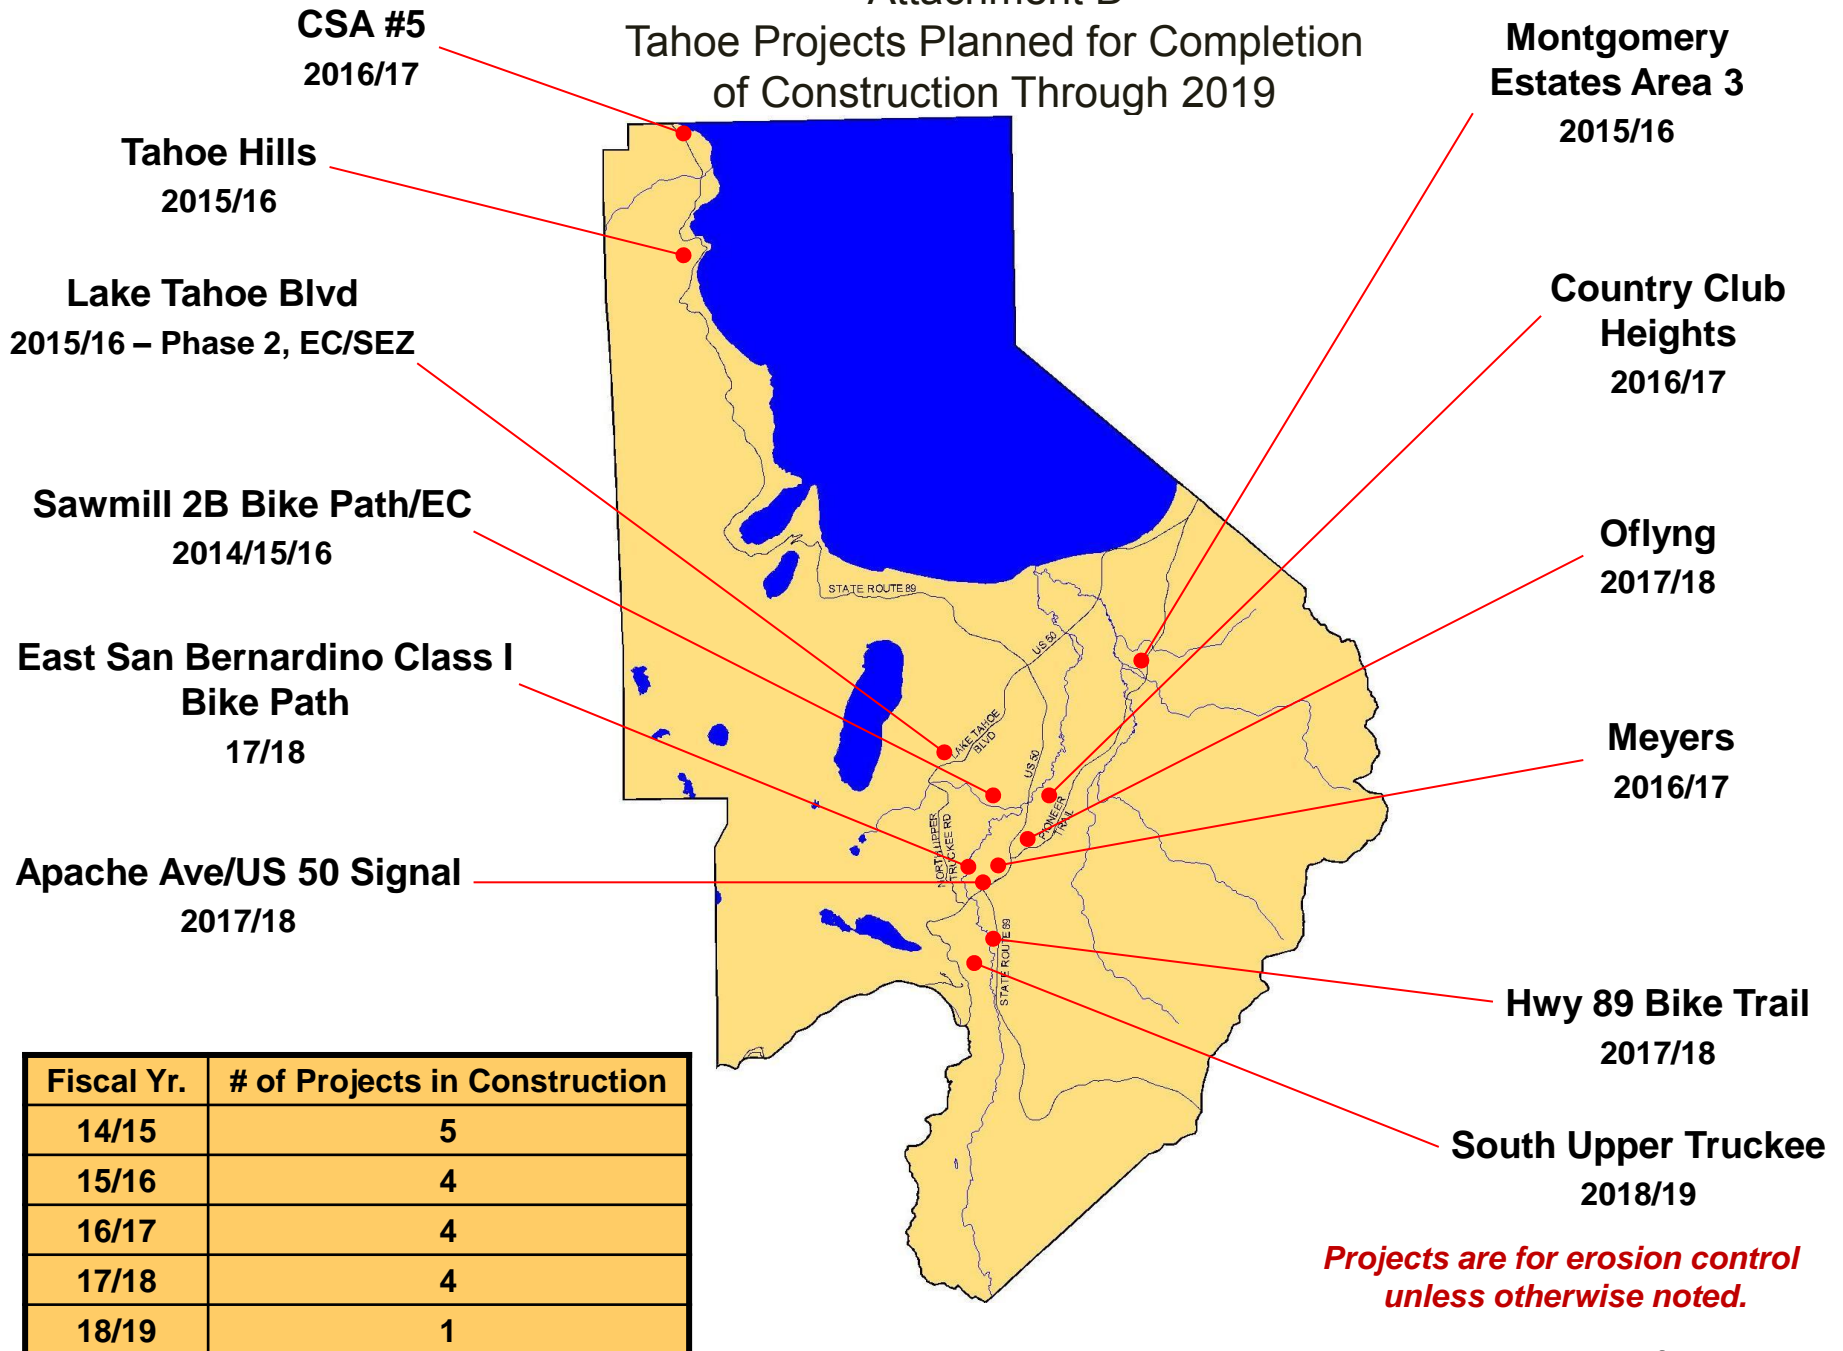 Tahoe Projects Planned for Completion
of Construction Through 2019
CSA #5
2016/17
Tahoe Hills
2015/16
Lake Tahoe Blvd
2015/16 – Phase 2, EC/SEZ
Sawmill 2B Bike Path/EC
2014/15/16
East San Bernardino Class I
Bike Path
17/18
Apache Ave/US 50 Signal
2017/18
Montgomery
Estates Area 3
2015/16
Country Club
Heights
2016/17
Oflyng
2017/18
Meyers
2016/17
Hwy 89 Bike Trail
2017/18
South Upper Truckee
2018/19
Projects are for erosion control
unless otherwise noted.
STATE ROUTE 89
US 50
LAKE TAHOE
BLVD
US 50
PIONEER
TRAIL
NORTH UPPER
TRUCKEE RD
STATE ROUTE 89
Fiscal Yr. # of Projects in Construction
14/15 5
15/16 4
16/17 4
17/18 4
18/19 1